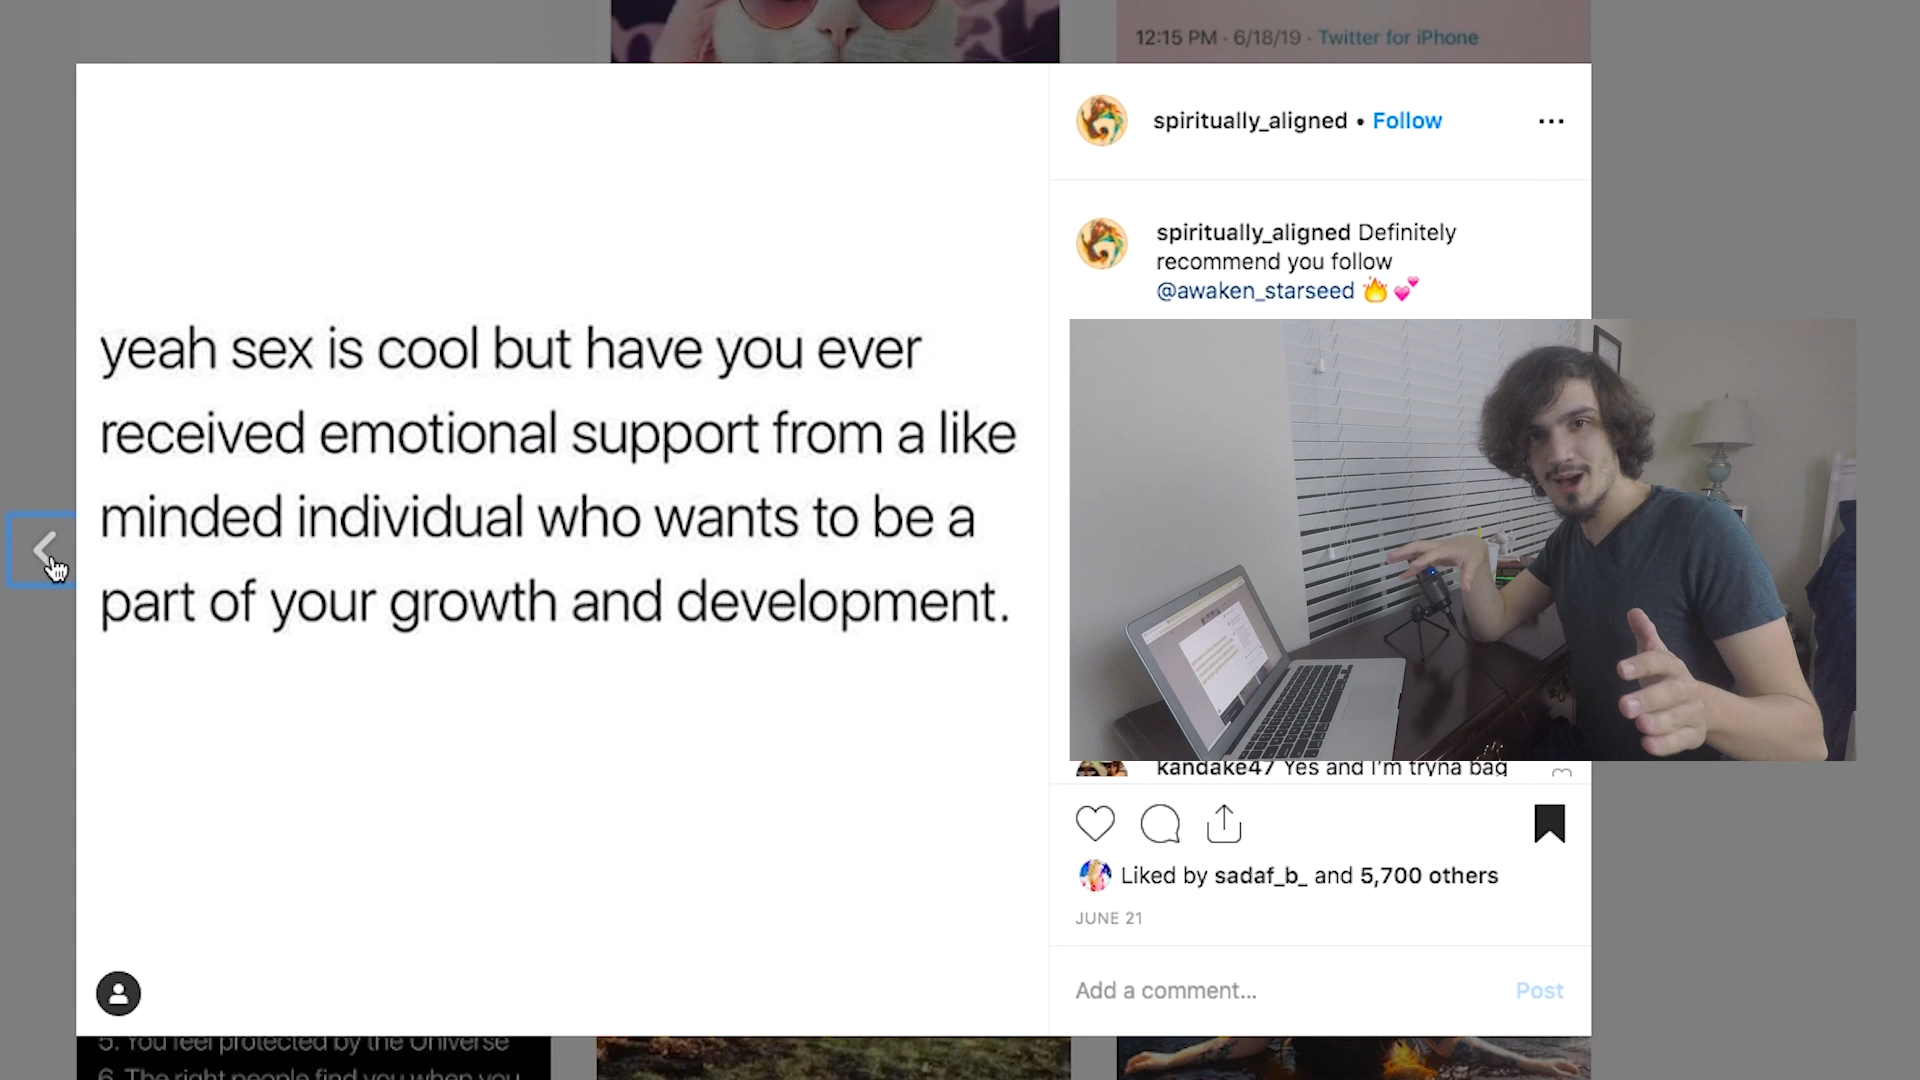 12:15 PM · 6/18/19 · Twitter for iPhone
spiritually_aligned • Follow
spiritually_aligned Definitely
recommend you follow
@awaken_starseed 🔥💕
yeah sex is cool but have you ever
received emotional support from a like
minded individual who wants to be a
part of your growth and development.
kandake47 Yes and I'm tryna bag
Liked by sadaf_b_ and 5,700 others
JUNE 21
Add a comment... Post
5. You feel protected by the Universe
6. The right people find you when you